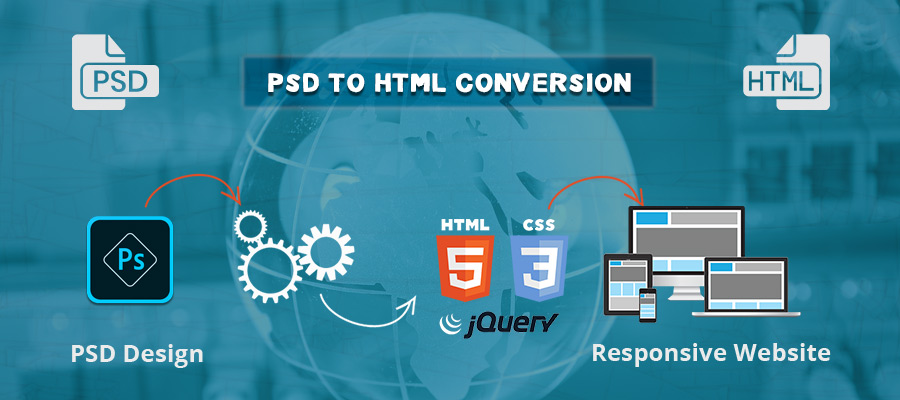 PSD
PSD TO HTML CONVERSION
HTML
HTML
CSS
Ps
5
3
jQuery
PSD Design
Responsive Website